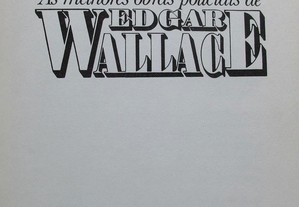 As melhores obras policiais de
EDGAR
WALLACE